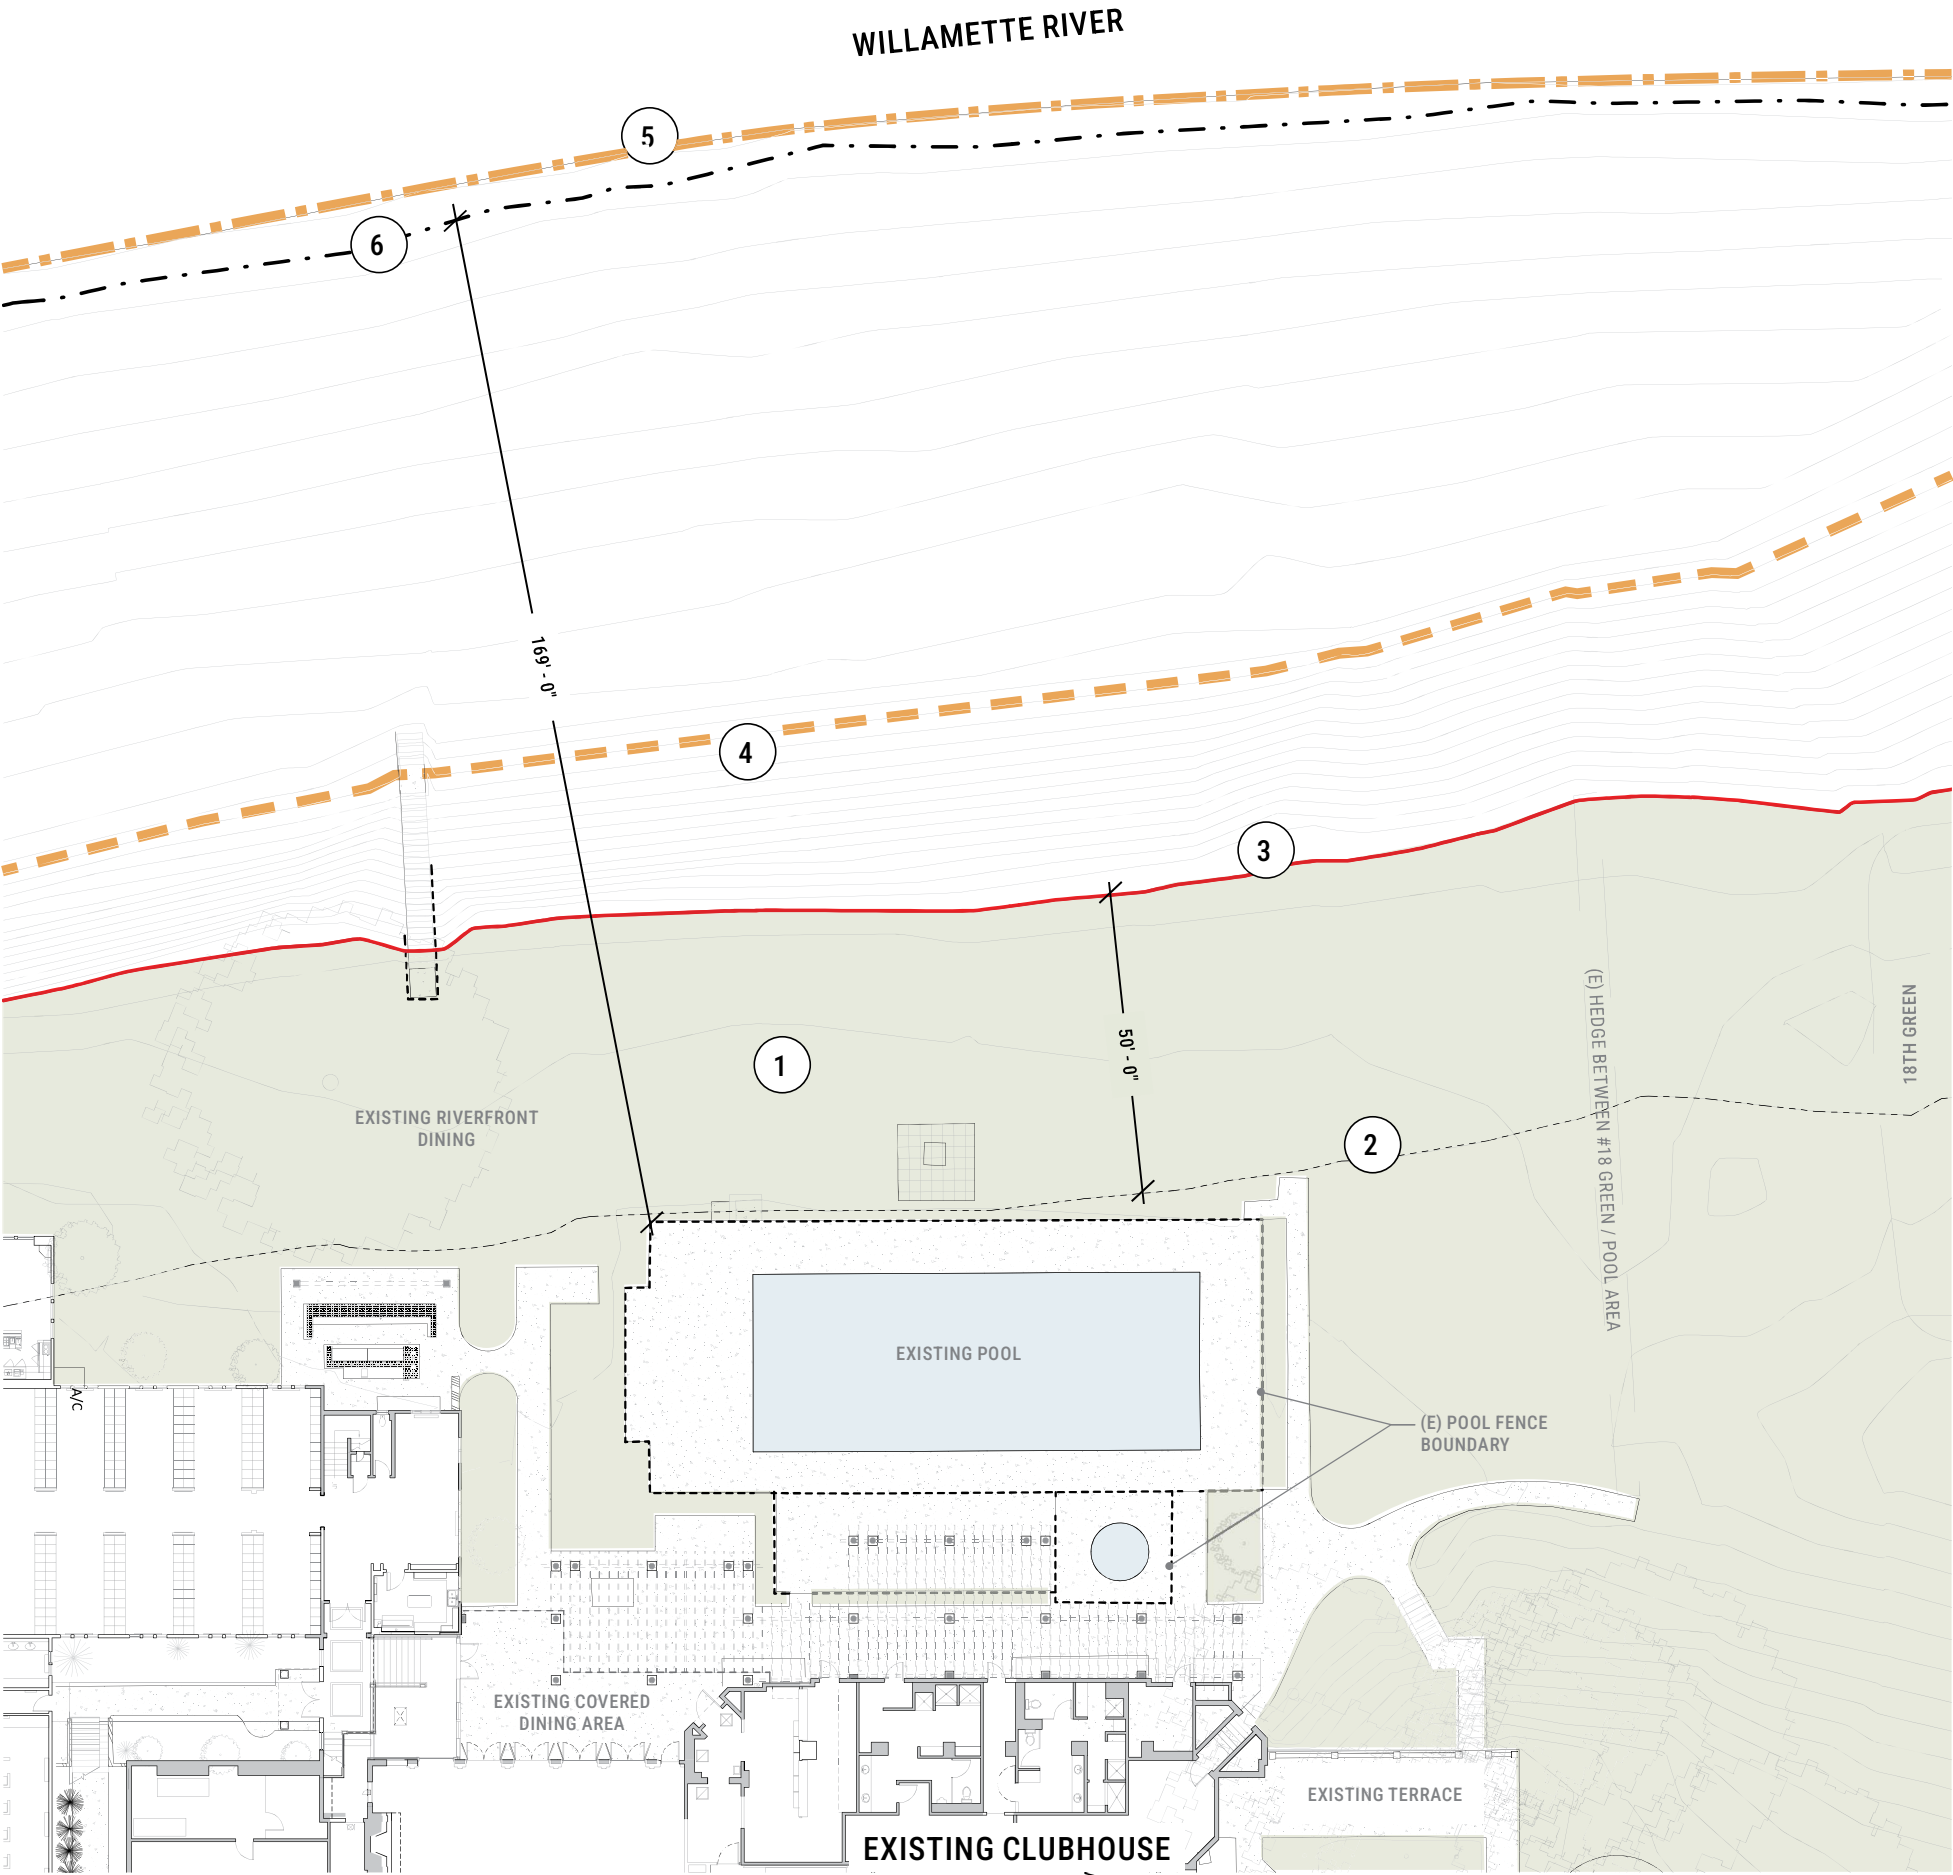 WILLAMETTE RIVER
5
6
169' - 0"
4
3
1
50' - 0"
2
(E) HEDGE BETWEEN #18 GREEN / POOL AREA
18TH GREEN
EXISTING RIVERFRONT
DINING
EXISTING POOL
A/C
(E) POOL FENCE
BOUNDARY
EXISTING COVERED
DINING AREA
EXISTING TERRACE
EXISTING CLUBHOUSE